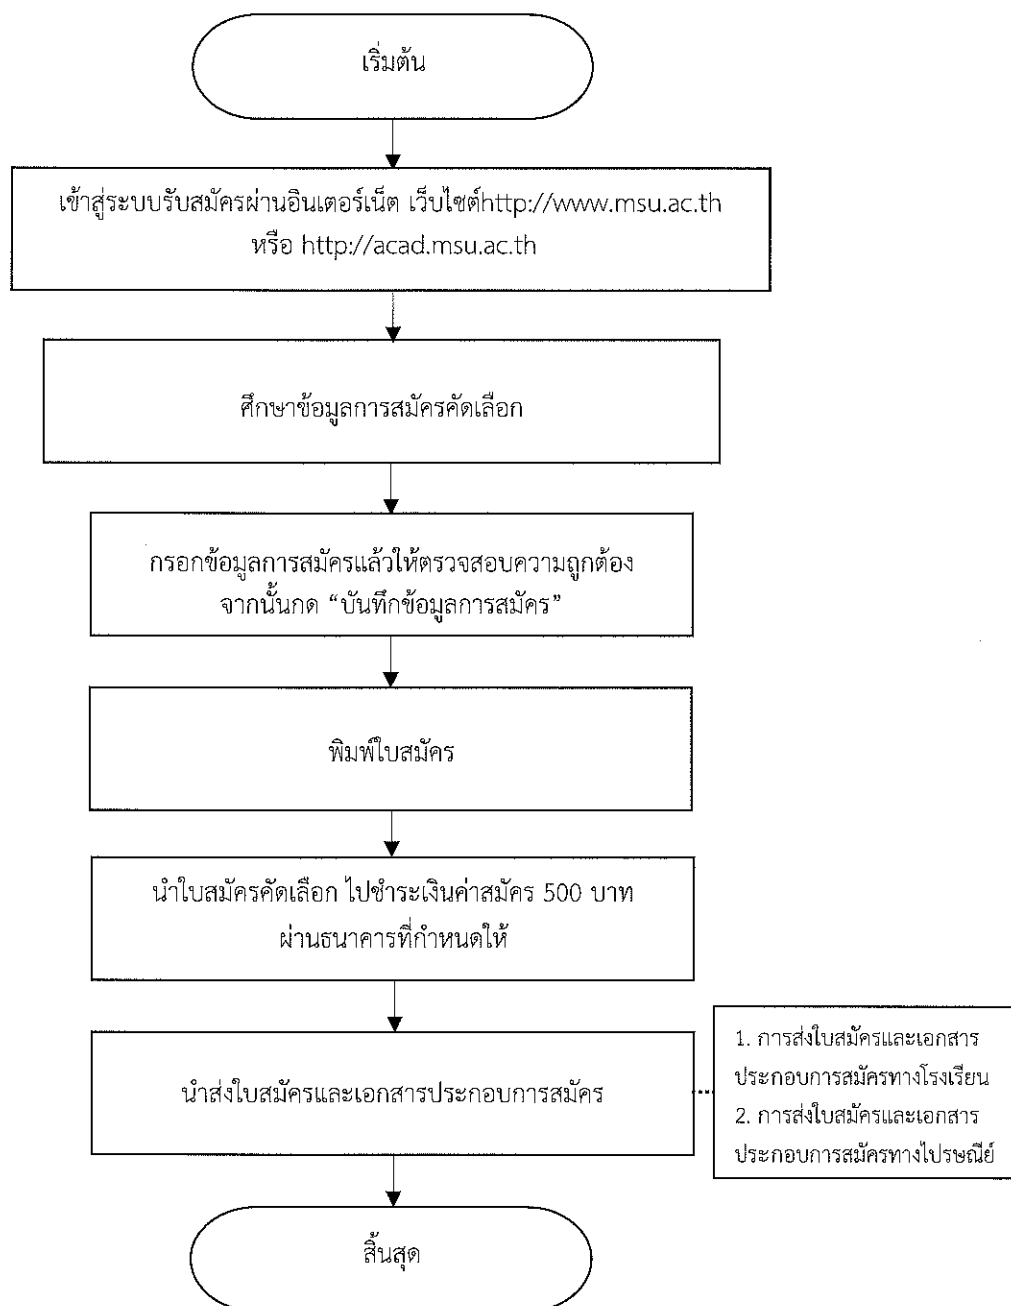 เริ่มต้น
เข้าสู่ระบบรับสมัครผ่านอินเตอร์เน็ต เว็บไซต์http://www.msu.ac.th
หรือ http://acad.msu.ac.th
ศึกษาข้อมูลการสมัครคัดเลือก
กรอกข้อมูลการสมัครแล้วให้ตรวจสอบความถูกต้อง
จากนั้นกด “บันทึกข้อมูลการสมัคร”
พิมพ์ใบสมัคร
นำใบสมัครคัดเลือก ไปชำระเงินค่าสมัคร 500 บาท
ผ่านธนาคารที่กำหนดให้
นำส่งใบสมัครและเอกสารประกอบการสมัคร
1. การส่งใบสมัครและเอกสาร
ประกอบการสมัครทางโรงเรียน
2. การส่งใบสมัครและเอกสาร
ประกอบการสมัครทางไปรษณีย์
สิ้นสุด